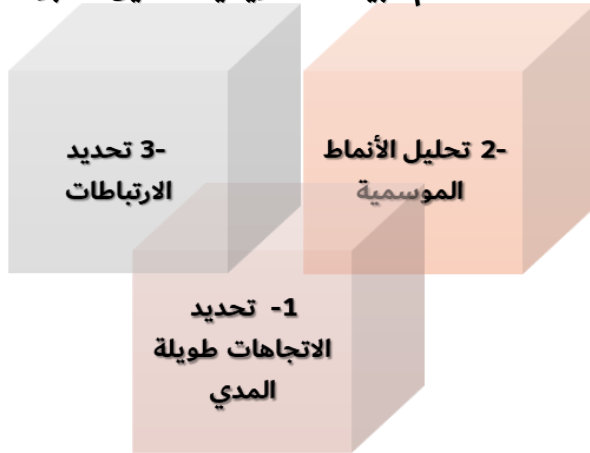 2- تحليل الأنماط
الموسمية
3- تحديد
الارتباطات
1- تحديد
الاتجاهات طويلة
المدي